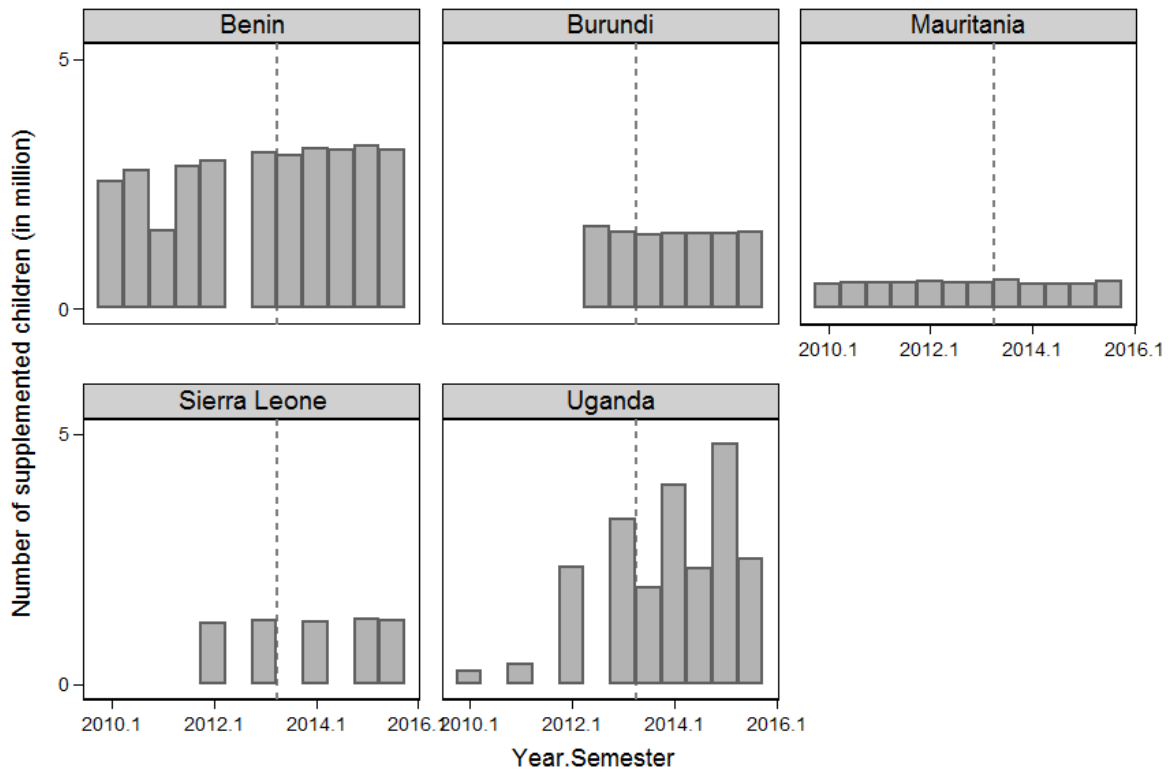 Number of supplemented children (in million)
Benin
Burundi
Mauritania
5
0
2010.1 2012.1 2014.1 2016.1
Sierra Leone
Uganda
5
0
2010.1 2012.1 2014.1 2016.1
2010.1 2012.1 2014.1 2016.1
Year.Semester